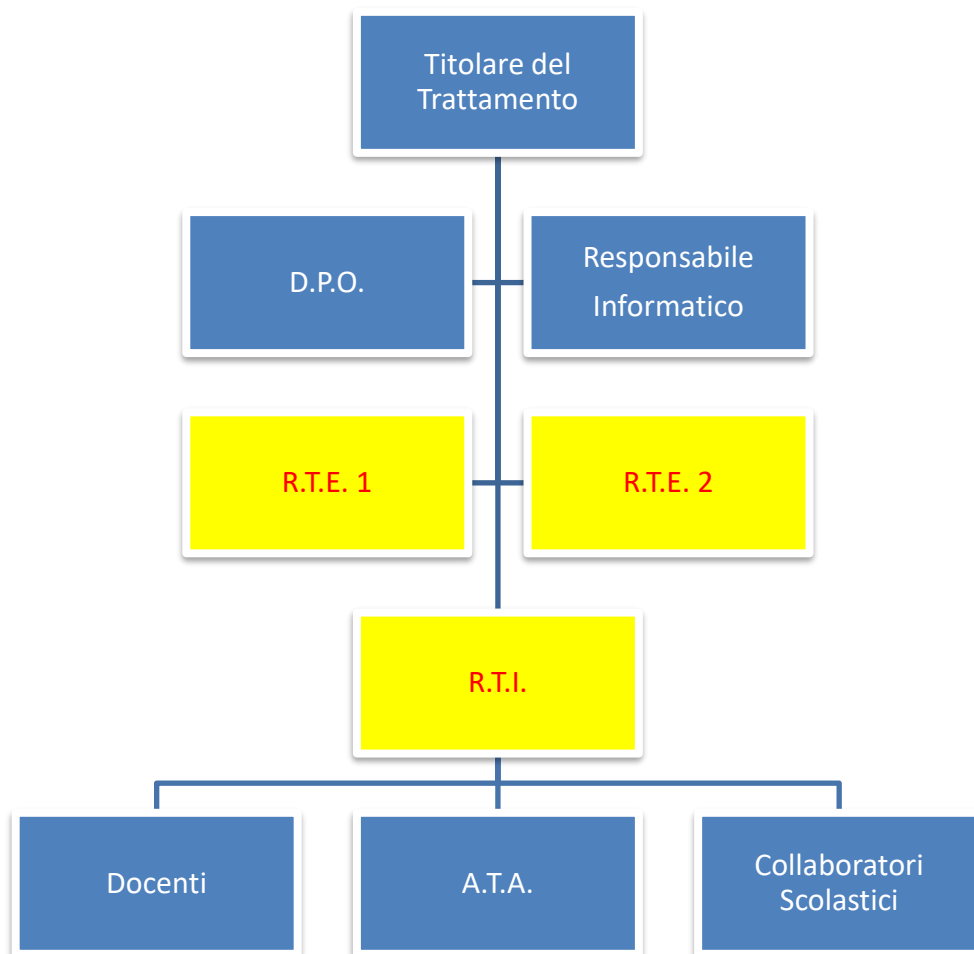 Titolare del
Trattamento
D.P.O.
Responsabile
Informatico
R.T.E. 1
R.T.E. 2
R.T.I.
Docenti
A.T.A.
Collaboratori
Scolastici